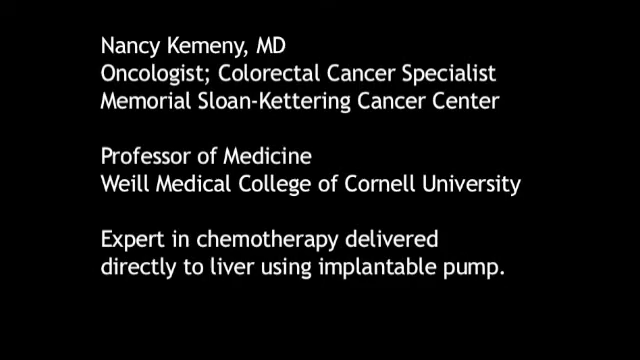 Nancy Kemeny, MD
Oncologist; Colorectal Cancer Specialist
Memorial Sloan-Kettering Cancer Center
Professor of Medicine
Weill Medical College of Cornell University
Expert in chemotherapy delivered
directly to liver using implantable pump.